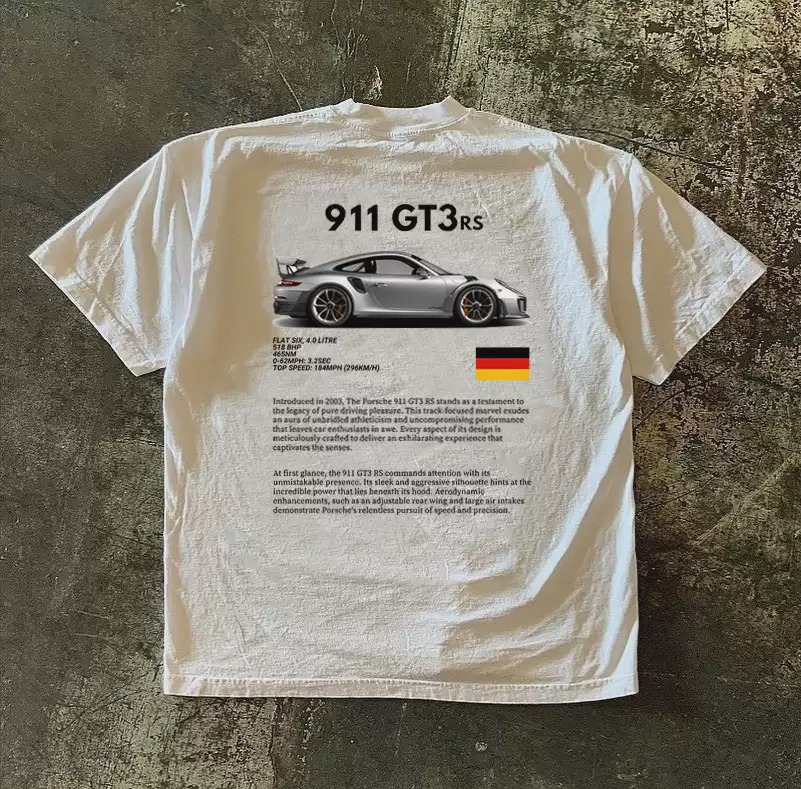 911 GT3RS
FLAT SIX, 4.0 LITRE
518 BHP
465NM
0-62MPH: 3.2SEC
TOP SPEED: 184MPH (296KM/H)
Introduced in 2003, The Porsche 911 GT3 RS stands as a testament to
the legacy of pure driving pleasure. This track-focused marvel exudes
an aura of unbridled athleticism and uncompromising performance
that leaves car enthusiasts in awe. Every aspect of its design is
meticulously crafted to deliver an exhilarating experience that
captivates the senses.
At first glance, the 911 GT3 RS commands attention with its
unmistakable presence. Its sleek and aggressive silhouette hints at the
incredible power that lies beneath its hood. Aerodynamic
enhancements, such as an adjustable rear wing and large air intakes
demonstrate Porsche's relentless pursuit of speed and precision.